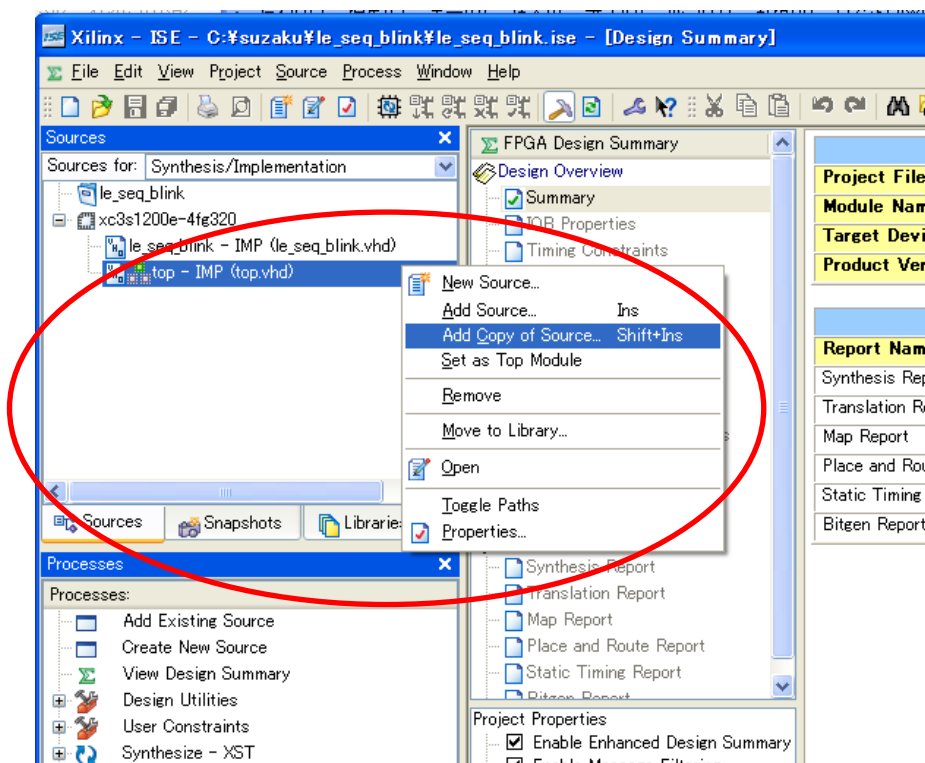 Xilinx - ISE - C:¥suzaku¥le_seq_blink¥le_seq_blink.ise - [Design Summary]
File Edit View Project Source Process Window Help
Sources
Sources for: Synthesis/Implementation
le_seq_blink
xc3s1200e-4fg320
le_seq_blink - IMP (le_seq_blink.vhd)
top - IMP (top.vhd)
New Source...
Add Source... Ins
Add Copy of Source... Shift+Ins
Set as Top Module
Remove
Move to Library...
Open
Toggle Paths
Properties...
Sources Snapshots Libraries
Processes
Processes:
Add Existing Source
Create New Source
View Design Summary
Design Utilities
User Constraints
Synthesize - XST
FPGA Design Summary
Design Overview
Summary
IOB Properties
Timing Constraints
Synthesis Report
Translation Report
Map Report
Place and Route Report
Static Timing Report
Bitgen Report
Project Properties
Enable Enhanced Design Summary
Enable Message Filtering
Project File
Module Nam
Target Devi
Product Ver
Report Nam
Synthesis Rep
Translation R
Map Report
Place and Rou
Static Timing
Bitgen Report